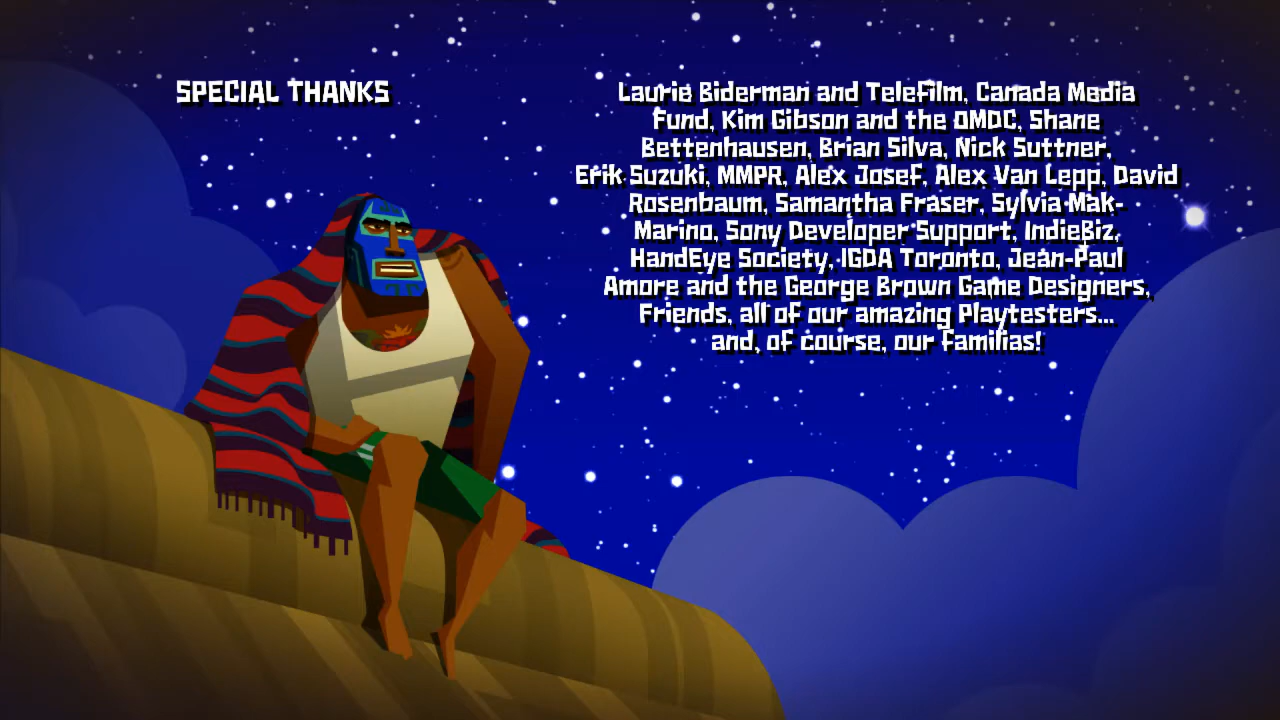 SPECIAL THANKS
Laurie Biderman and TeleFilm, Canada Media
Fund, Kim Gibson and the OMDC, Shane
Bettenhausen, Brian Silva, Nick Suttner,
Erik Suzuki, MMPR, Alex Josef, Alex Van Lepp, David
Rosenbaum, Samantha Fraser, Sylvia Mak-
Marino, Sony Developer Support, IndieBiz,
HandEye Society, IGDA Toronto, Jean-Paul
Amore and the George Brown Game Designers,
Friends, all of our amazing Playtesters...
and, of course, our familias!